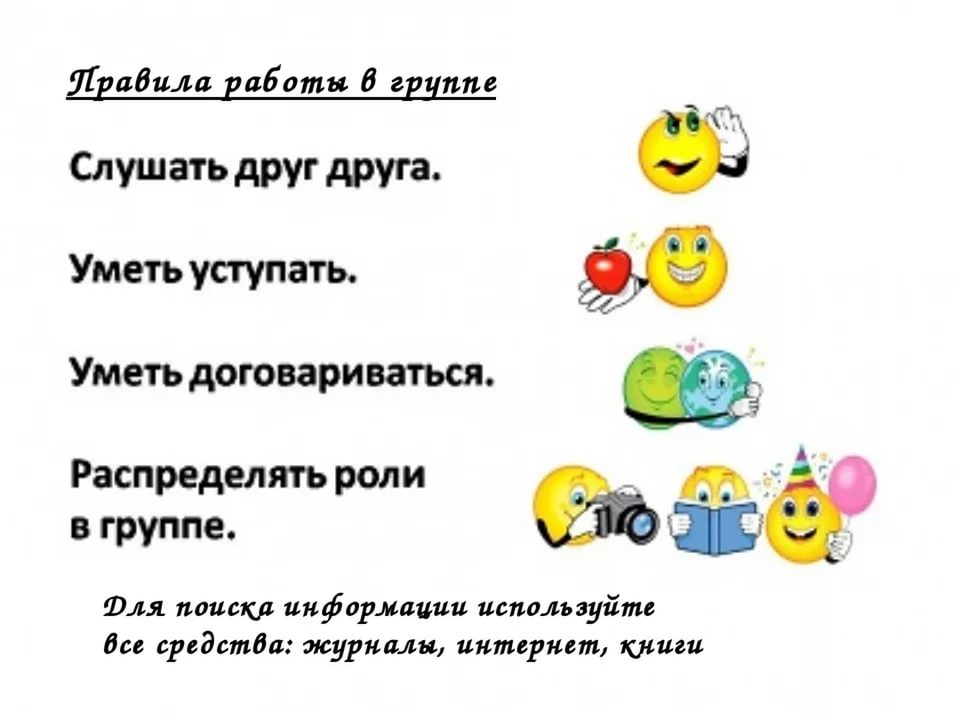 Правила работы в группе
Слушать друг друга.
Уметь уступать.
Уметь договариваться.
Распределять роли
в группе.
Для поиска информации используйте
все средства: журналы, интернет, книги